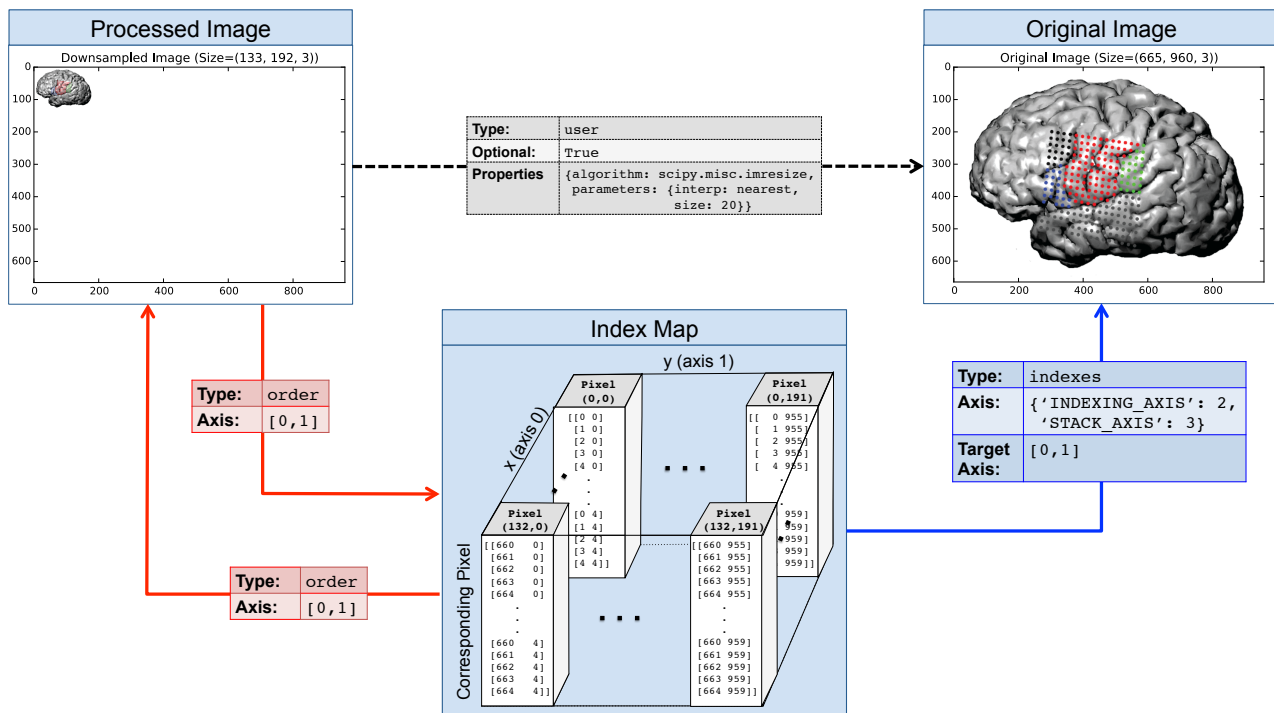 Processed Image
Downsampled Image (Size=(133, 192, 3))
0
100
200
300
400
500
600
0 200 400 600 800
Type: user
Optional: True
Properties {algorithm: scipy.misc.imresize,
parameters: {interp: nearest,
size: 20}}
Original Image
Original Image (Size=(665, 960, 3))
0
100
200
300
400
500
600
0 200 400 600 800
Type: order
Axis: [0,1]
Type: order
Axis: [0,1]
Index Map
y (axis 1)
x (axis 0)
Corresponding Pixel
Pixel
(0,0)
[[0 0]
[1 0]
[2 0]
[3 0]
[4 0]
.
.
.
[0 4]
[1 4]
[2 4]
[3 4]
[4 4]]
Pixel
(0,191)
[[ 0 955]
[ 1 955]
[ 2 955]
[ 3 955]
[ 4 955]
.
.
.
959]
959]
959]
959]
959]]
Pixel
(132,0)
[[660 0]
[661 0]
[662 0]
[663 0]
[664 0]
.
.
.
[660 4]
[661 4]
[662 4]
[663 4]
[664 4]]
Pixel
(132,191)
[[660 955]
[661 955]
[662 955]
[663 955]
[664 955]
.
.
.
[660 959]
[661 959]
[662 959]
[663 959]
[664 959]]
Type: indexes
Axis: {‘INDEXING_AXIS’: 2,
‘STACK_AXIS’: 3}
Target
Axis: [0,1]